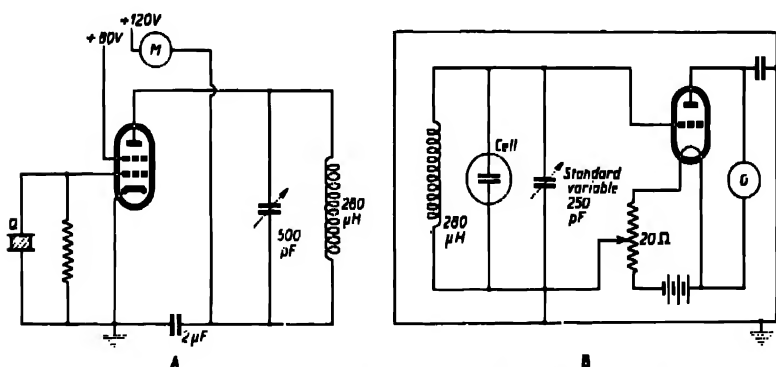 +80V
+120V
M
Q
500
pF
280
μH
2μF
A
280
μH
Cell
Standard
variable
250
pF
20Ω
G
B